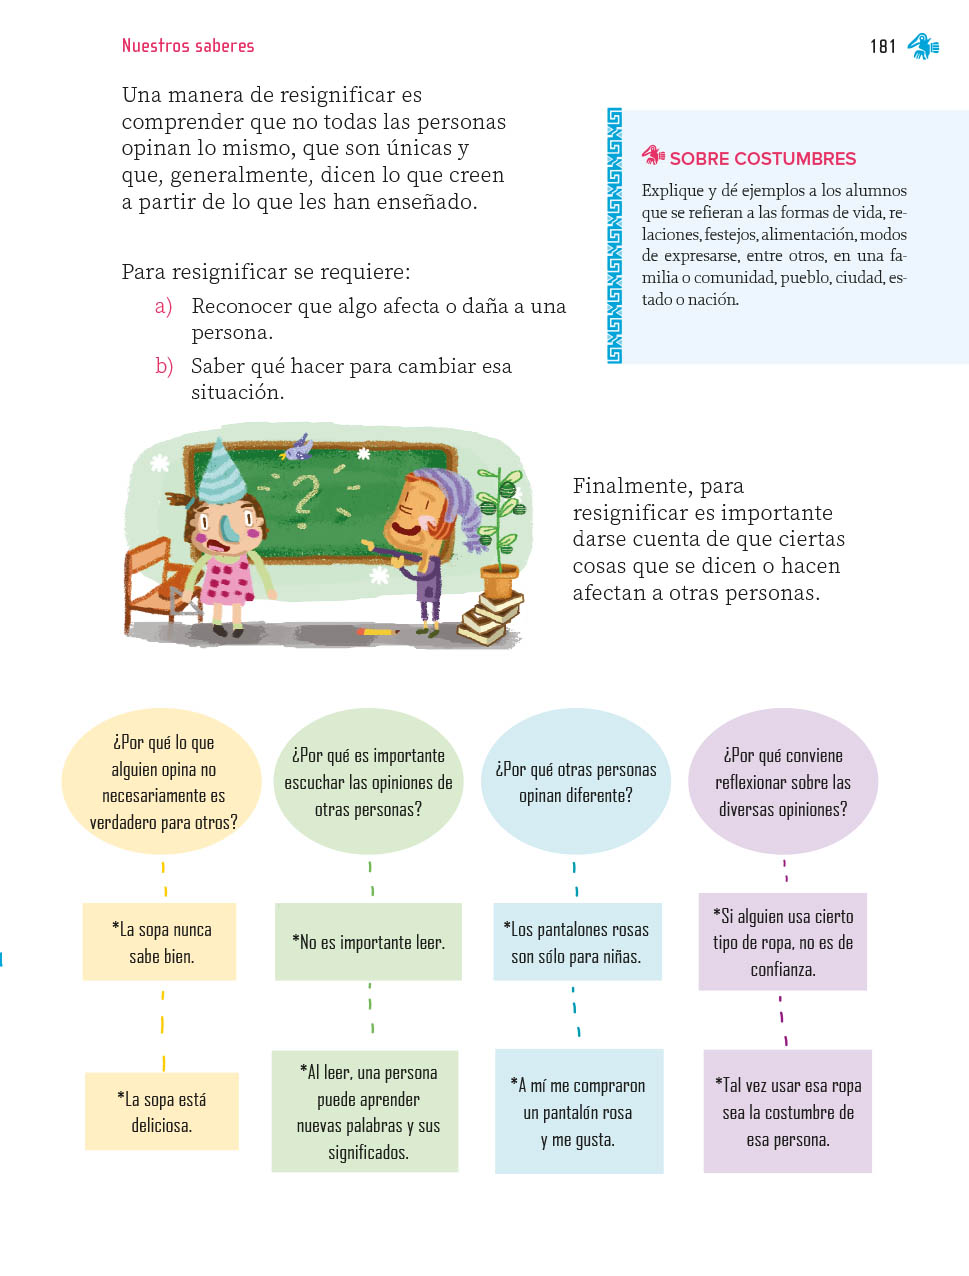 Nuestros saberes
181
Una manera de resignificar es
comprender que no todas las personas
opinan lo mismo, que son únicas y
que, generalmente, dicen lo que creen
a partir de lo que les han enseñado.
Para resignificar se requiere:
a) Reconocer que algo afecta o daña a una
persona.
b) Saber qué hacer para cambiar esa
situación.
SOBRE COSTUMBRES
Explique y dé ejemplos a los alumnos
que se refieran a las formas de vida, re-
laciones, festejos, alimentación, modos
de expresarse, entre otros, en una fa-
milia o comunidad, pueblo, ciudad, es-
tado o nación.
?
Finalmente, para
resignificar es importante
darse cuenta de que ciertas
cosas que se dicen o hacen
afectan a otras personas.
¿Por qué lo que
alguien opina no
necesariamente es
verdadero para otros?
*La sopa nunca
sabe bien.
*La sopa está
deliciosa.
¿Por qué es importante
escuchar las opiniones de
otras personas?
*No es importante leer.
*Al leer, una persona
puede aprender
nuevas palabras y sus
significados.
¿Por qué otras personas
opinan diferente?
*Los pantalones rosas
son sólo para niñas.
*A mí me compraron
un pantalón rosa
y me gusta.
¿Por qué conviene
reflexionar sobre las
diversas opiniones?
*Si alguien usa cierto
tipo de ropa, no es de
confianza.
*Tal vez usar esa ropa
sea la costumbre de
esa persona.